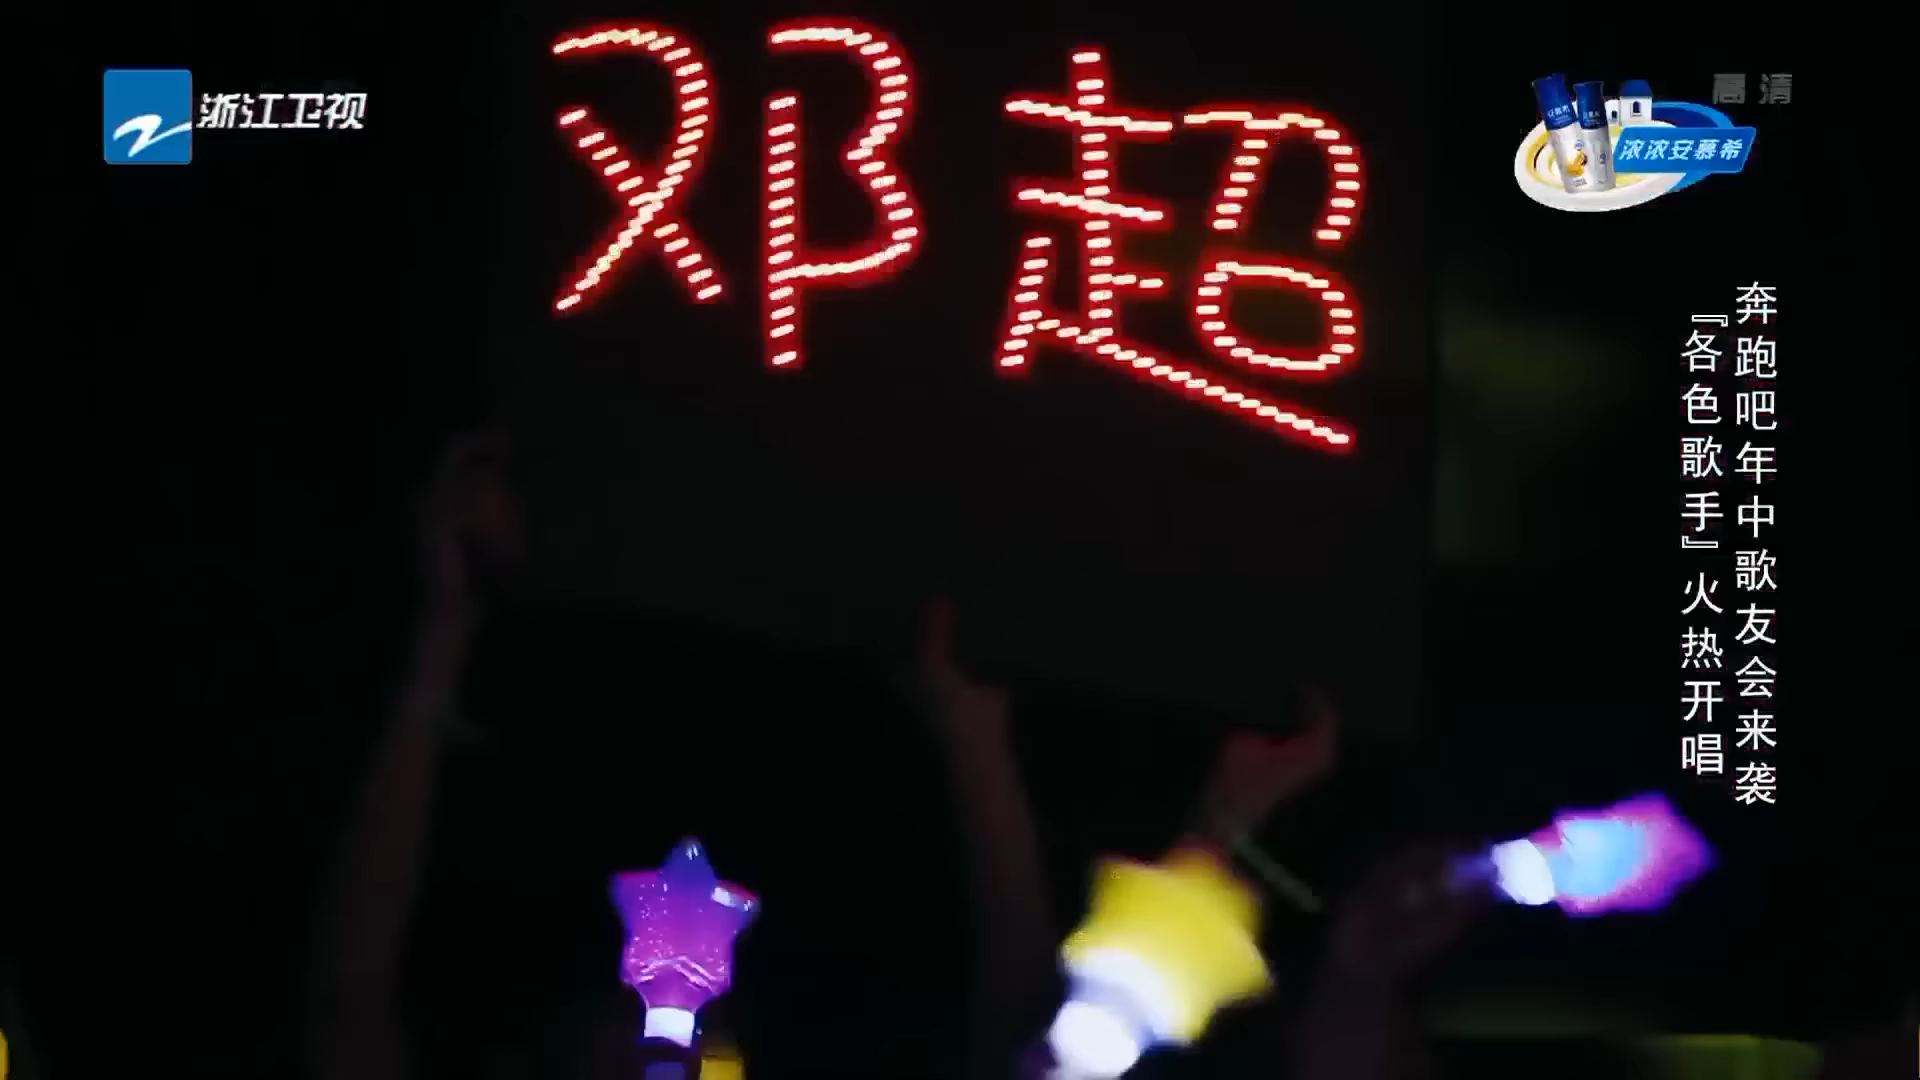 邓超
浙江卫视
高清
浓浓安慕希
奔跑吧年中歌友会来袭
『各色歌手』火热开唱